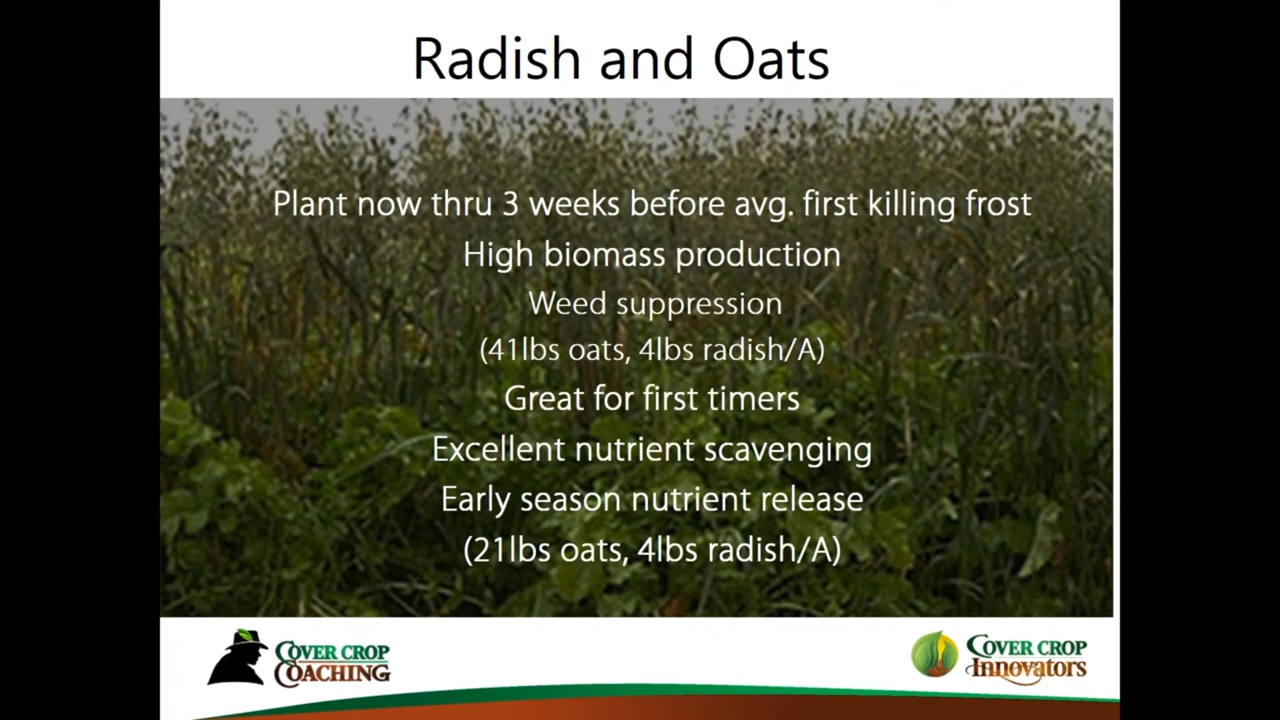 Radish and Oats
Plant now thru 3 weeks before avg. first killing frost
High biomass production
Weed suppression
(41lbs oats, 4lbs radish/A)
Great for first timers
Excellent nutrient scavenging
Early season nutrient release
(21lbs oats, 4lbs radish/A)
COVER CROP
COACHING
COVER CROP
Innovators